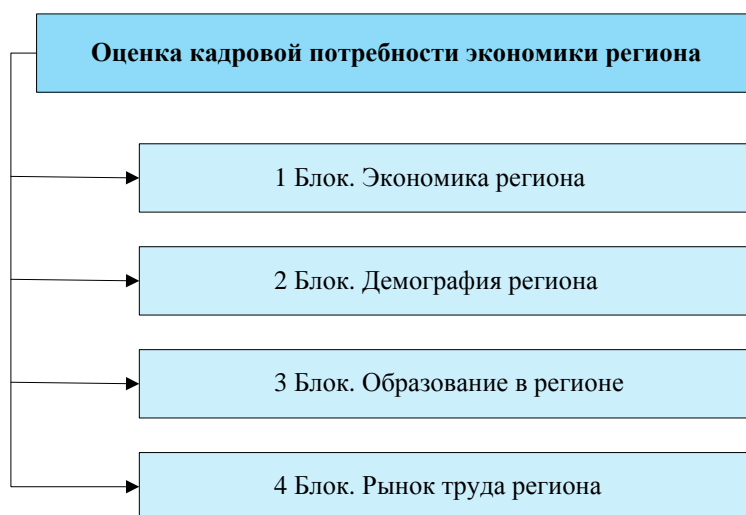 Оценка кадровой потребности экономики региона
1 Блок. Экономика региона
2 Блок. Демография региона
3 Блок. Образование в регионе
4 Блок. Рынок труда региона